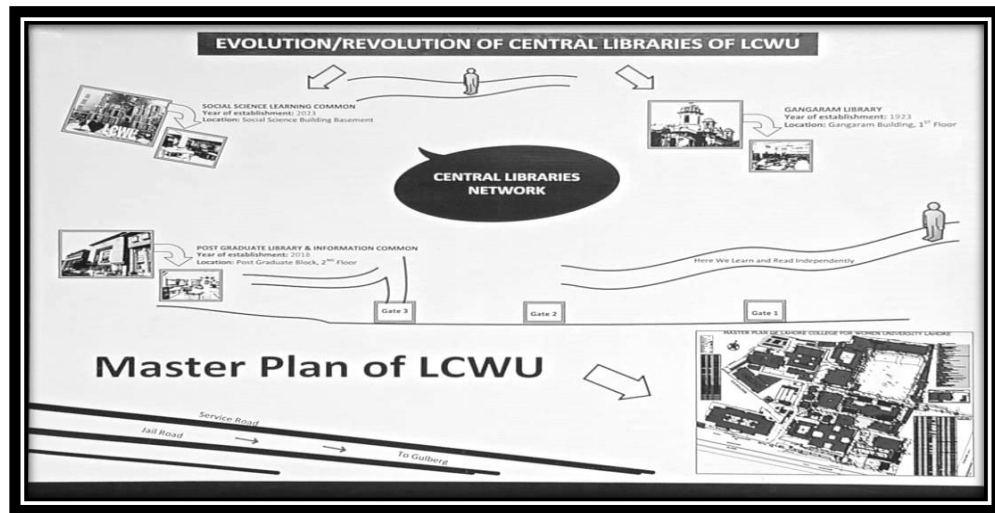 EVOLUTION/REVOLUTION OF CENTRAL LIBRARIES OF LCWU
SOCIAL SCIENCE LEARNING COMMON
Year of establishment: 2023
Location: Social Science Building Basement
LCWU
GANGARAM LIBRARY
Year of establishment: 1923
Location: Gangaram Building, 1ST Floor
CENTRAL LIBRARIES
NETWORK
POST GRADUATE LIBRARY & INFORMATION COMMON
Year of establishment: 2018
Location: Post Graduate Block, 2ND Floor
Here We Learn and Read Independently
Gate 3
Gate 2
Gate 1
Master Plan of LCWU
MASTER PLAN OF LAHORE COLLEGE FOR WOMEN UNIVERSITY LAHORE
Service Road
Jail Road
To Gulberg